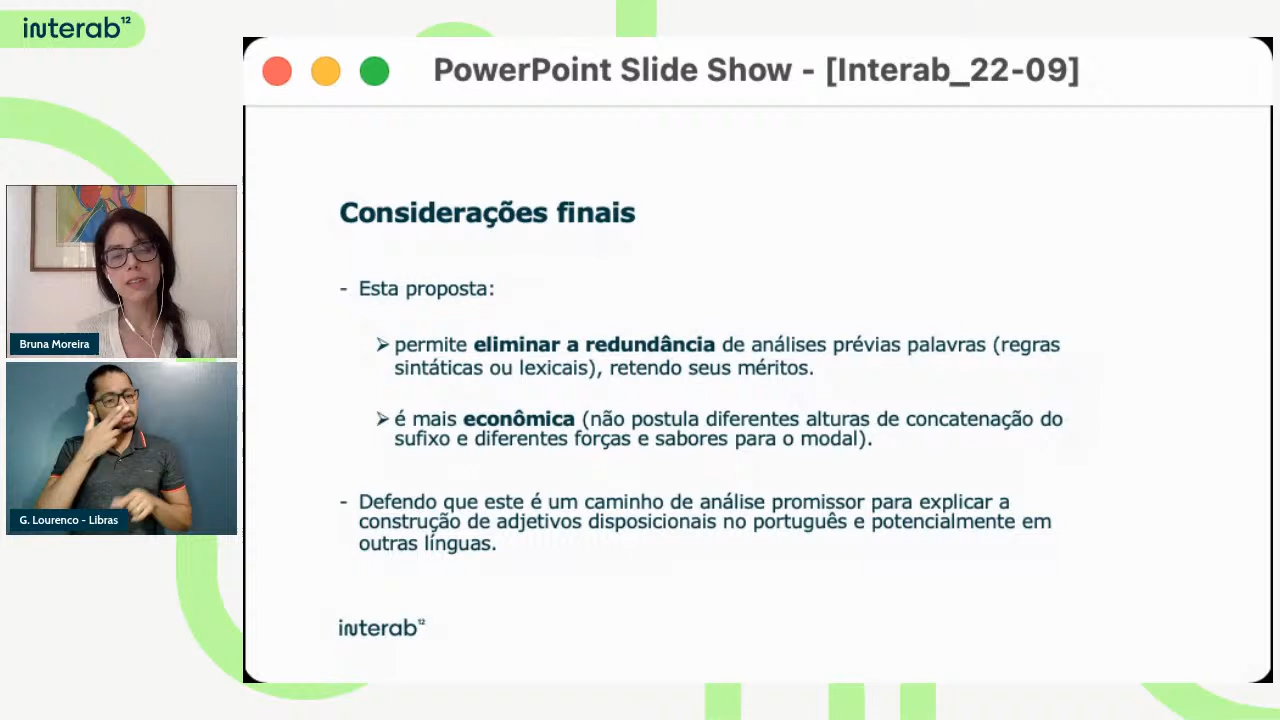 interab¹²
PowerPoint Slide Show - [Interab_22-09]
Considerações finais
- Esta proposta:
➢ permite eliminar a redundância de análises prévias palavras (regras
sintáticas ou lexicais), retendo seus méritos.
➢ é mais econômica (não postula diferentes alturas de concatenação do
sufixo e diferentes forças e sabores para o modal).
- Defendo que este é um caminho de análise promissor para explicar a
construção de adjetivos disposicionais no português e potencialmente em
outras línguas.
interab¹²
Bruna Moreira
G. Lourenco - Libras